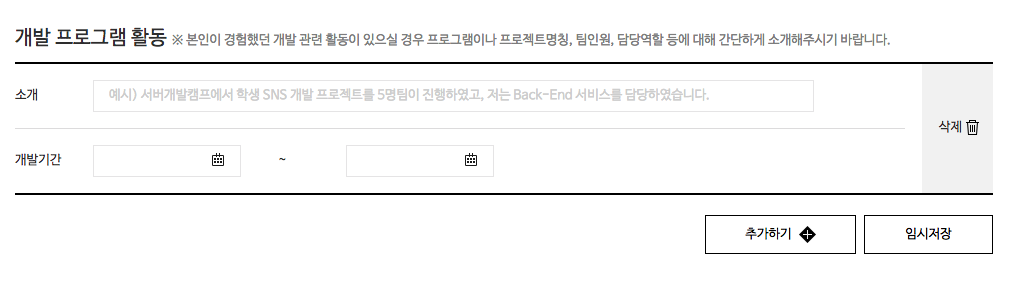 개발 프로그램 활동 ※ 본인이 경험했던 개발 관련 활동이 있으실 경우 프로그램이나 프로젝트명칭, 팀인원, 담당역할 등에 대해 간단하게 소개해주시기 바랍니다.
소개 예시) 서버개발캠프에서 학생 SNS 개발 프로젝트를 5명팀이 진행하였고, 저는 Back-End 서비스를 담당하였습니다.
삭제
개발기간 ~
추가하기 임시저장